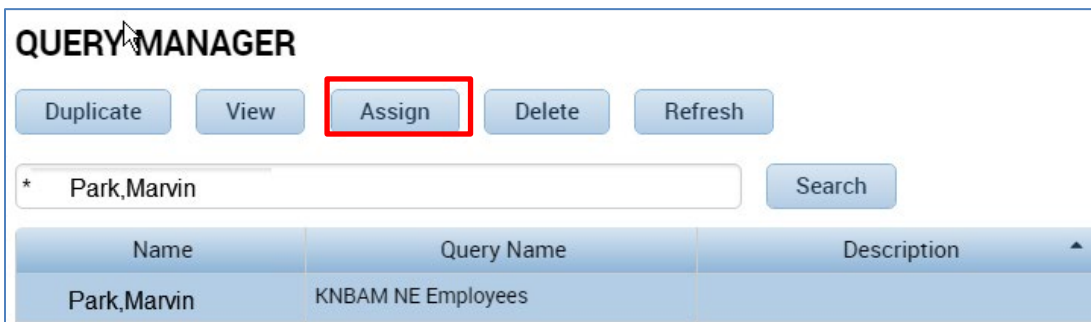 QUERY MANAGER
Duplicate View Assign Delete Refresh
* Park,Marvin Search
Name Query Name Description
Park,Marvin KNBAM NE Employees